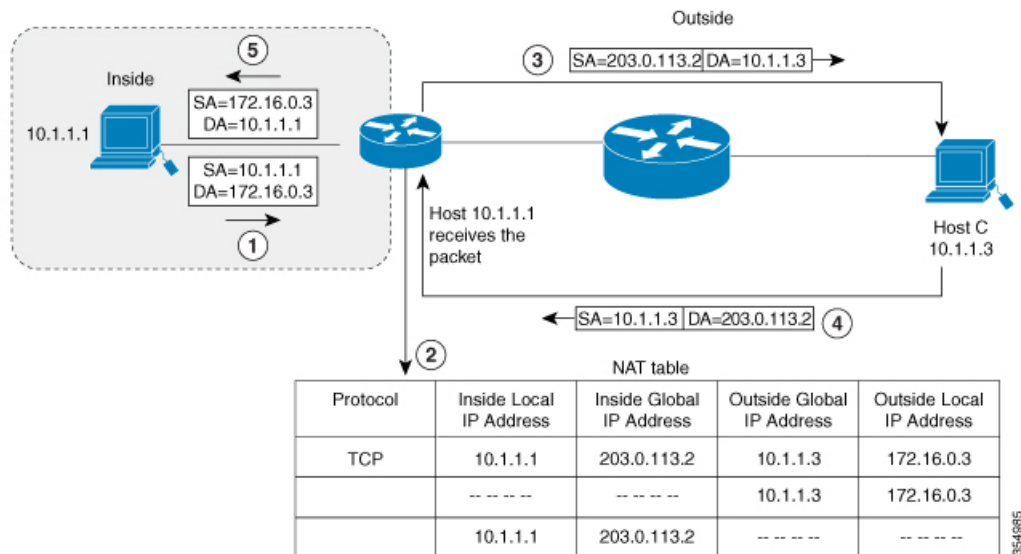 Outside
5
3
SA=203.0.113.2 DA=10.1.1.3
Inside
SA=172.16.0.3
DA=10.1.1.1
10.1.1.1
SA=10.1.1.1
DA=172.16.0.3
1
Host 10.1.1.1
receives the
packet
Host C
10.1.1.3
SA=10.1.1.3 DA=203.0.113.2
4
2
NAT table
Protocol Inside Local IP Address Inside Global IP Address Outside Global IP Address Outside Local IP Address
TCP 10.1.1.1 203.0.113.2 10.1.1.3 172.16.0.3
-- -- -- -- -- -- -- -- 10.1.1.3 172.16.0.3
10.1.1.1 203.0.113.2 -- -- -- -- -- -- -- --
354985